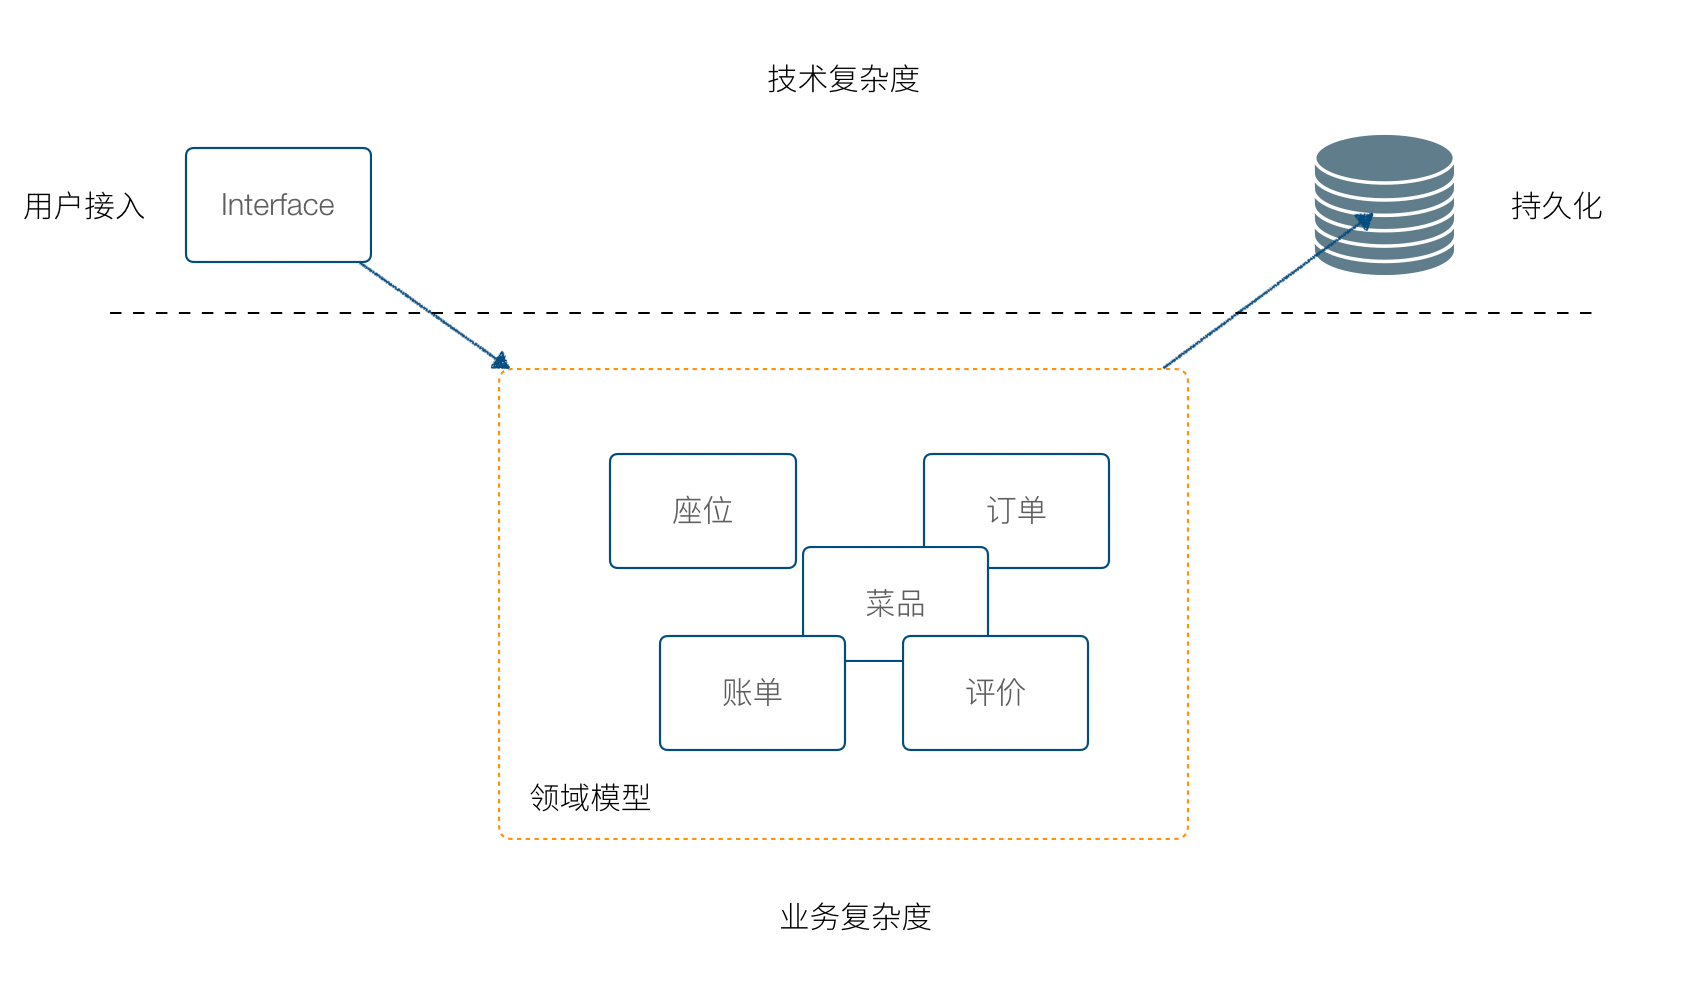 技术复杂度
用户接入
Interface
持久化
座位
订单
菜品
账单
评价
领域模型
业务复杂度